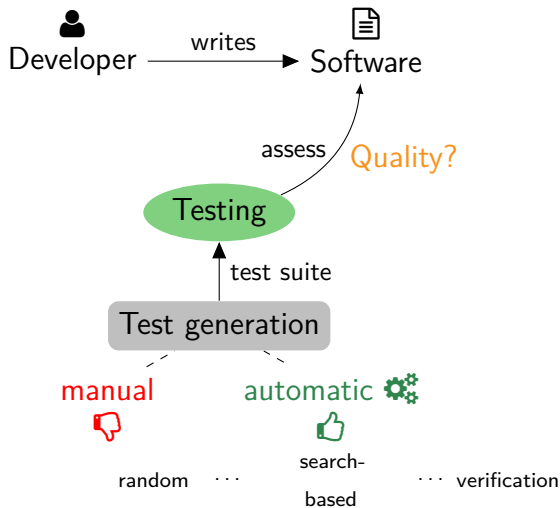 writes
Developer
Software
assess
Quality?
Testing
test suite
Test generation
manual
automatic
search-
random ... ... verification
based